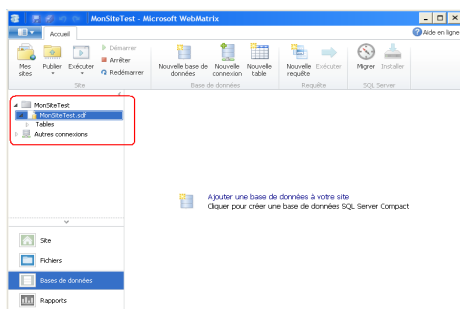 MonSiteTest - Microsoft WebMatrix
Accueil
Aide en ligne
Mes sites
Publier
Exécuter
Démarrer
Arrêter
Redémarrer
Site
Nouvelle base de données
Nouvelle connexion
Nouvelle table
Base de données
Nouvelle requête
Exécuter
Requête
Migrer
Installer
SQL Server
MonSiteTest
MonSiteTest.sdf
Tables
Autres connexions
Ajouter une base de données à votre site
Cliquer pour créer une base de données SQL Server Compact
Site
Fichiers
Bases de données
Rapports